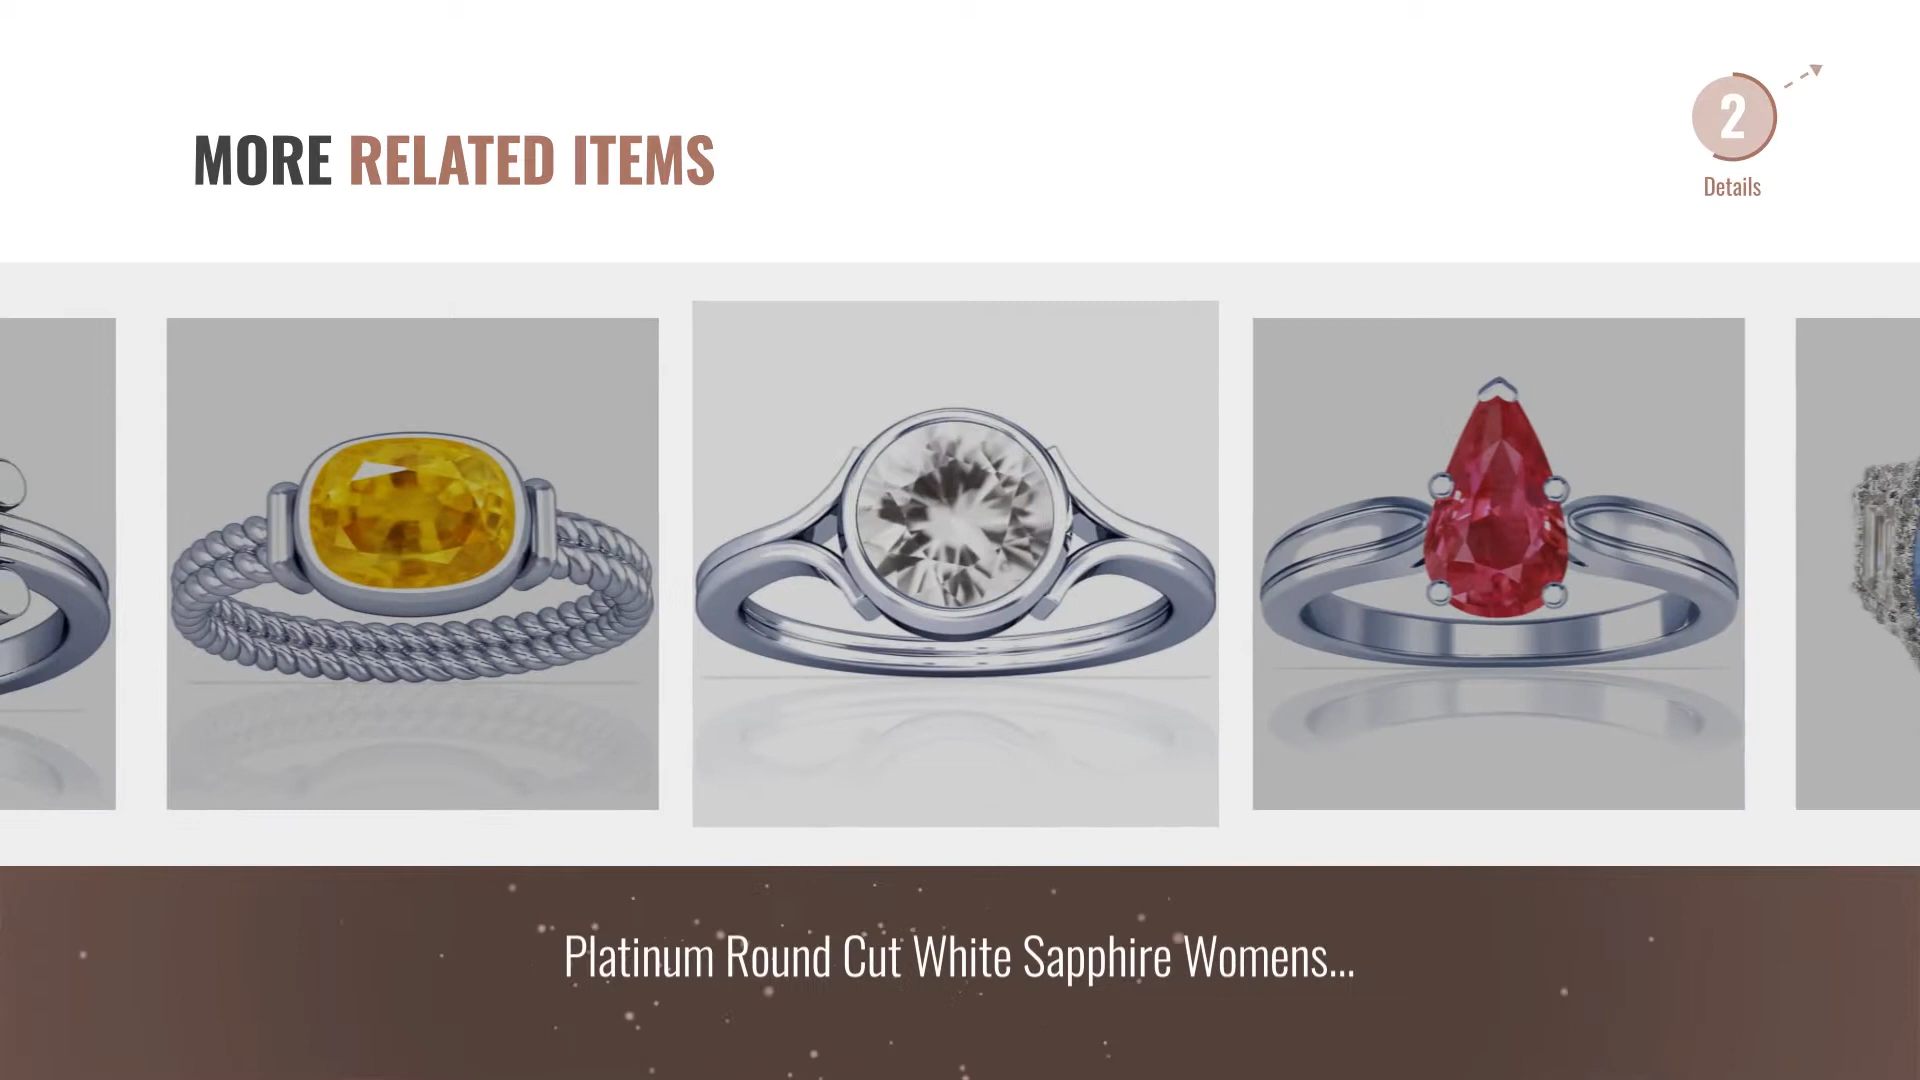 MORE RELATED ITEMS
2
Details
Platinum Round Cut White Sapphire Womens...